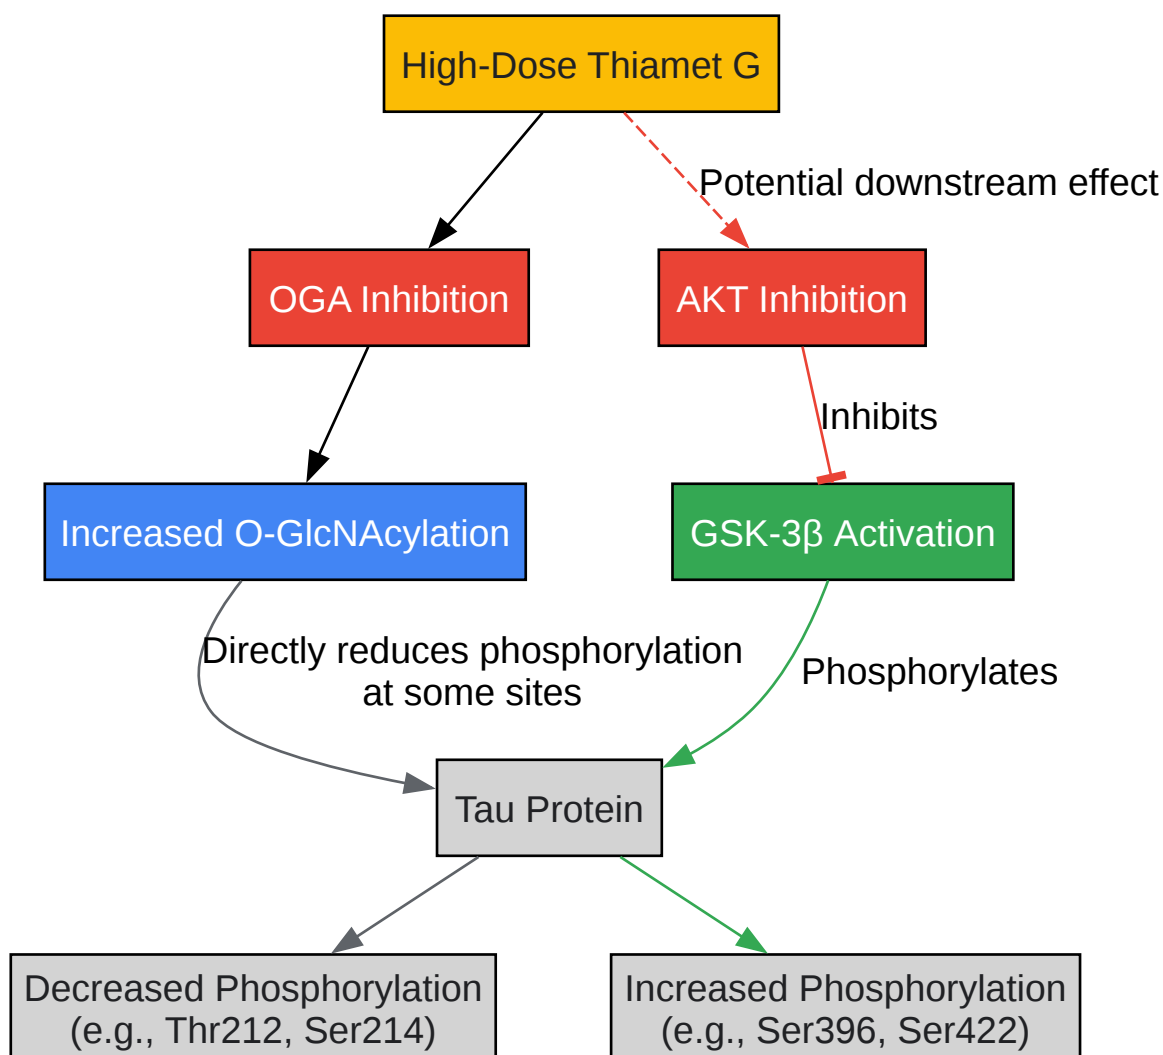 High-Dose Thiamet G
Potential downstream effect
OGA Inhibition
AKT Inhibition
Inhibits
Increased O-GlcNAcylation
GSK-3β Activation
Directly reduces phosphorylation
at some sites
Phosphorylates
Tau Protein
Decreased Phosphorylation
(e.g., Thr212, Ser214)
Increased Phosphorylation
(e.g., Ser396, Ser422)